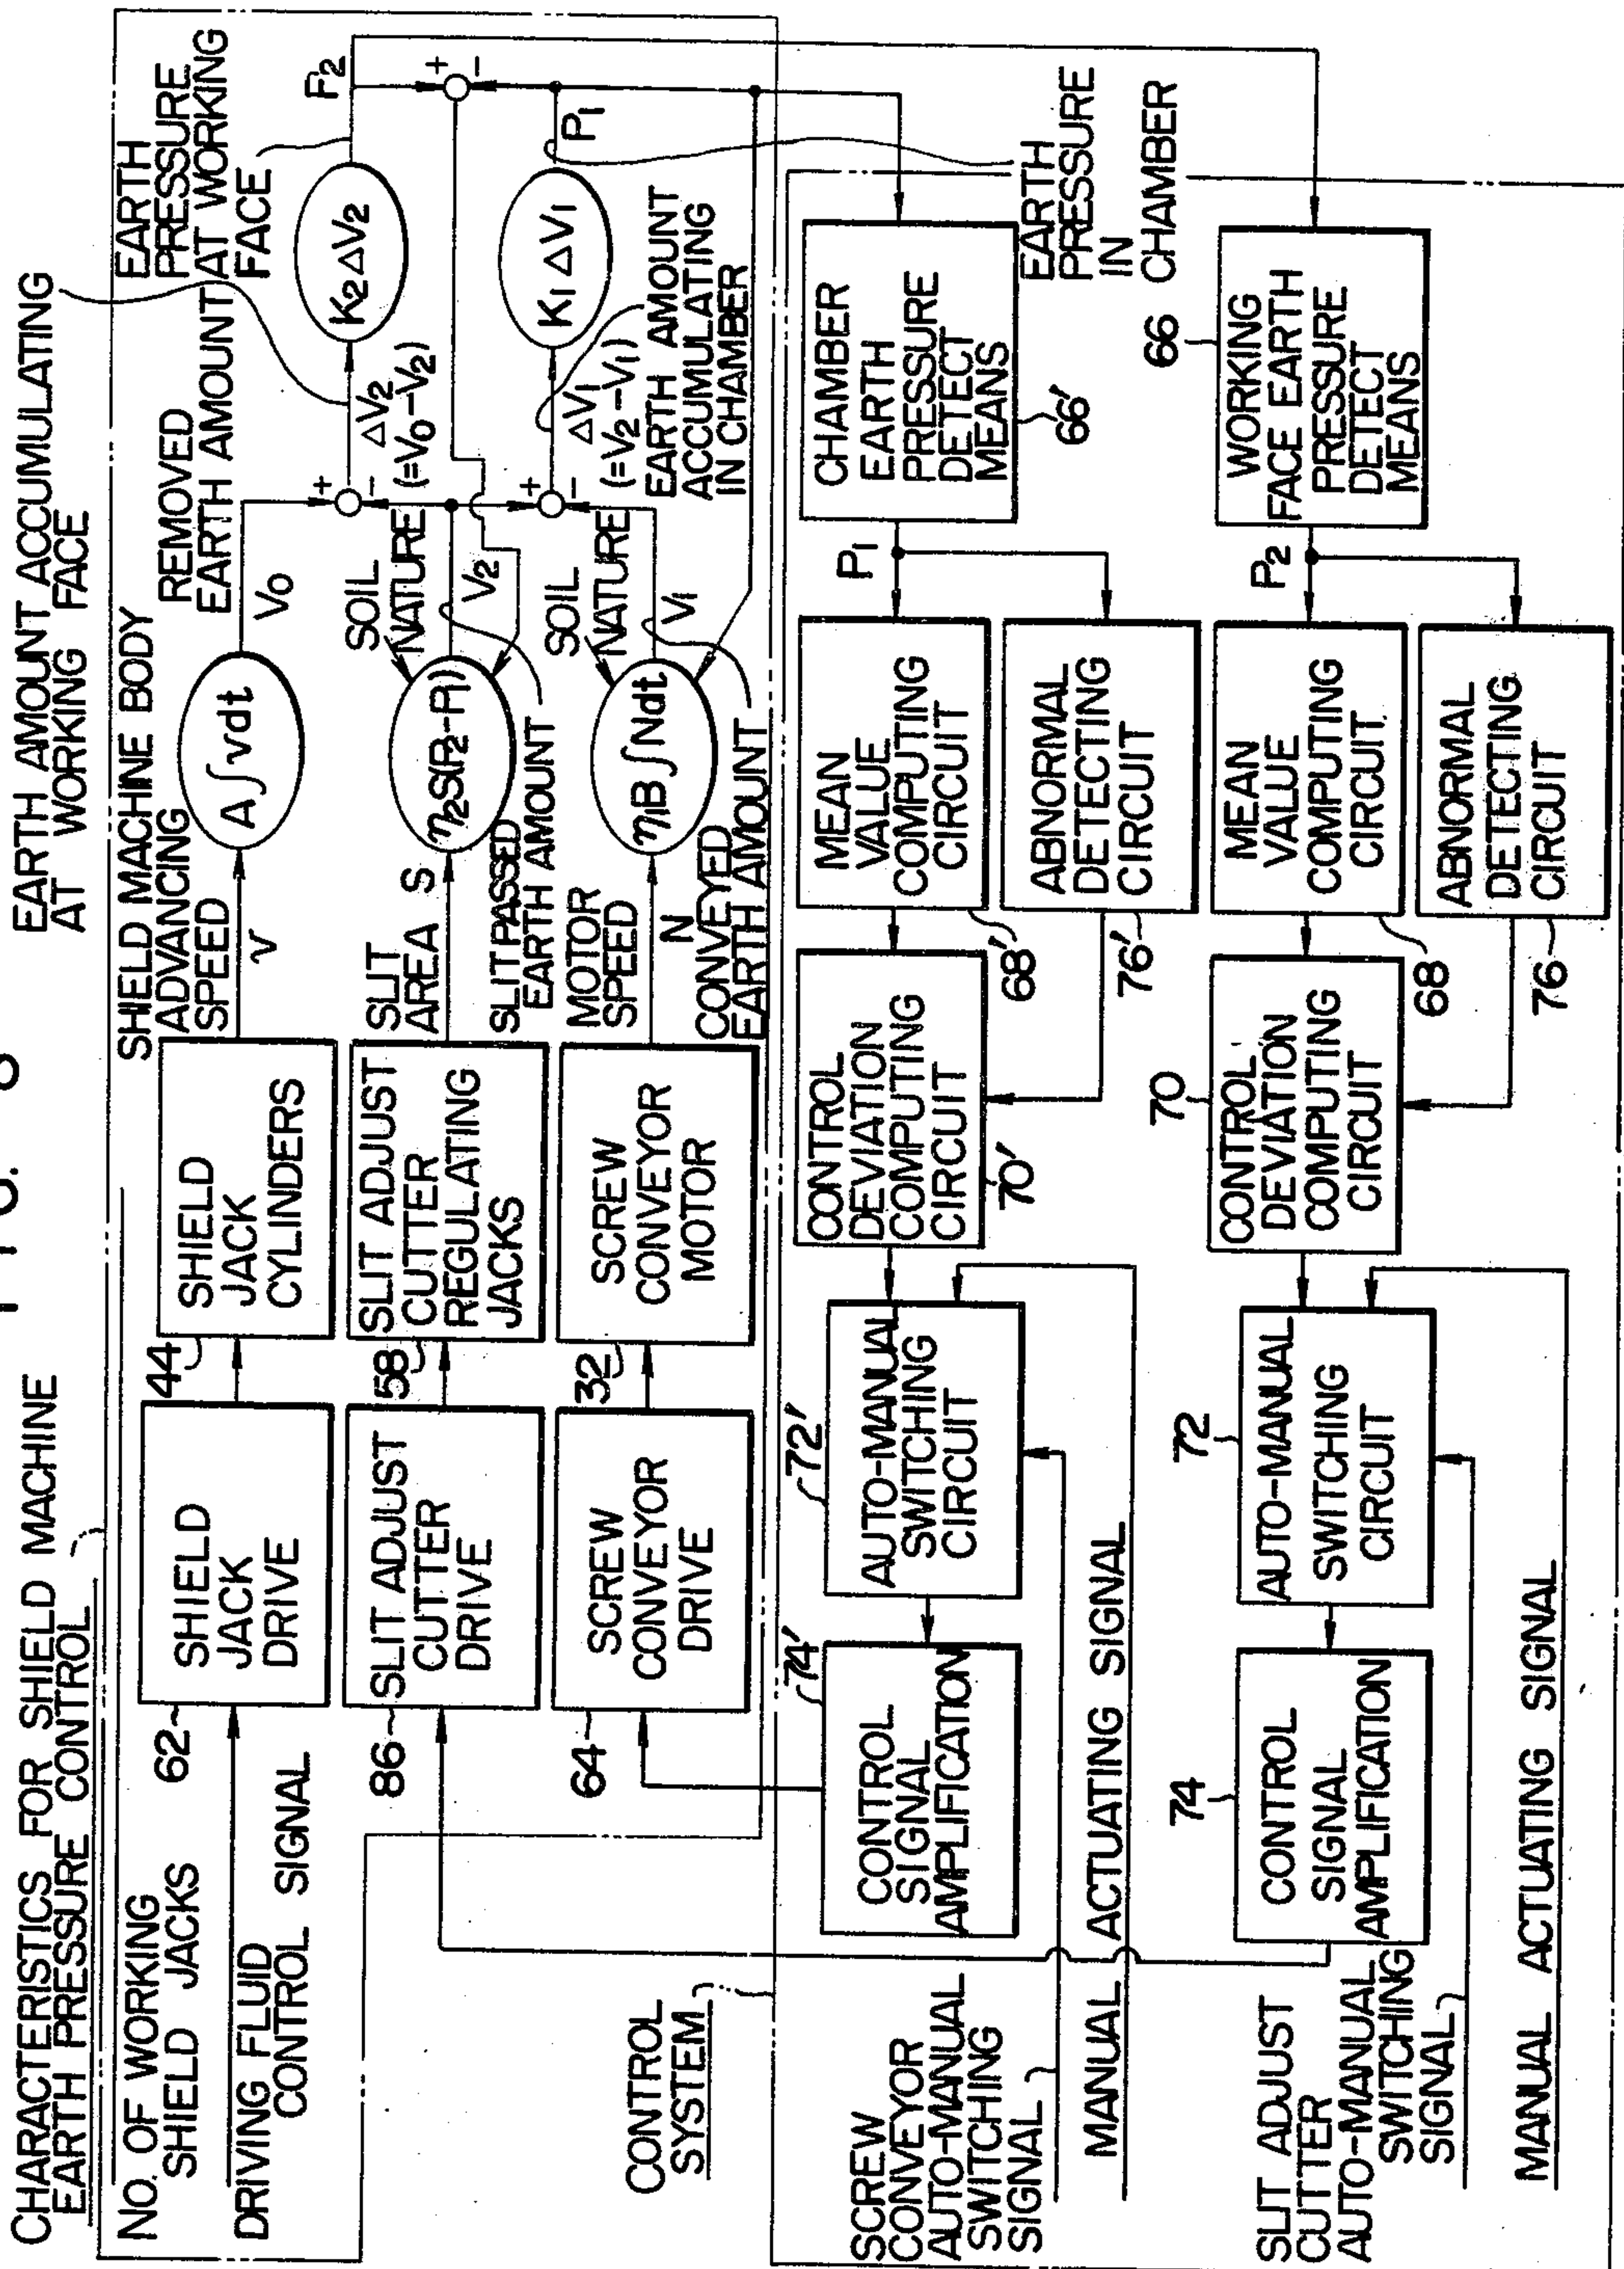 FIG. 8
CHARACTERISTICS FOR SHIELD MACHINE
EARTH PRESSURE CONTROL
EARTH AMOUNT ACCUMULATING
AT WORKING FACE
NO. OF WORKING
SHIELD JACKS
DRIVING FLUID
CONTROL SIGNAL
62
SHIELD
JACK
DRIVE
44
SHIELD
JACK
CYLINDERS
SHIELD MACHINE BODY
ADVANCING
SPEED
v
A∫vdt
REMOVED
EARTH AMOUNT
V0
+
-
ΔV2
(=V0-V2)
K2ΔV2
EARTH
PRESSURE
AT WORKING
FACE
P2
+
-
86
SLIT ADJUST
CUTTER
DRIVE
58
SLIT ADJUST
CUTTER
REGULATING
JACKS
SLIT
AREA S
SOIL
NATURE
η2S(P2-P1)
V2
SLIT PASSED
EARTH AMOUNT
+
-
ΔV1
(=V2-V1)
K1ΔV1
P1
EARTH AMOUNT
ACCUMULATING
IN CHAMBER
64
SCREW
CONVEYOR
DRIVE
32
SCREW
CONVEYOR
MOTOR
MOTOR
SPEED
N
SOIL
NATURE
η1B∫Ndt
V1
CONVEYED
EARTH AMOUNT
EARTH
PRESSURE
IN
CHAMBER
CONTROL
SYSTEM
74'
CONTROL
SIGNAL
AMPLIFICATION
72'
AUTO-MANUAL
SWITCHING
CIRCUIT
CONTROL
DEVIATION
COMPUTING
CIRCUIT
70'
MEAN
VALUE
COMPUTING
CIRCUIT
68'
P1
CHAMBER
EARTH
PRESSURE
DETECT
MEANS
66'
ABNORMAL
DETECTING
CIRCUIT
76'
SCREW
CONVEYOR
AUTO-MANUAL
SWITCHING
SIGNAL
MANUAL ACTUATING SIGNAL
74
CONTROL
SIGNAL
AMPLIFICATION
72
AUTO-MANUAL
SWITCHING
CIRCUIT
70
CONTROL
DEVIATION
COMPUTING
CIRCUIT
MEAN
VALUE
COMPUTING
CIRCUIT
68
P2
66
WORKING
FACE EARTH
PRESSURE
DETECT
MEANS
ABNORMAL
DETECTING
CIRCUIT
76
SLIT ADJUST
CUTTER
AUTO-MANUAL
SWITCHING
SIGNAL
MANUAL ACTUATING SIGNAL